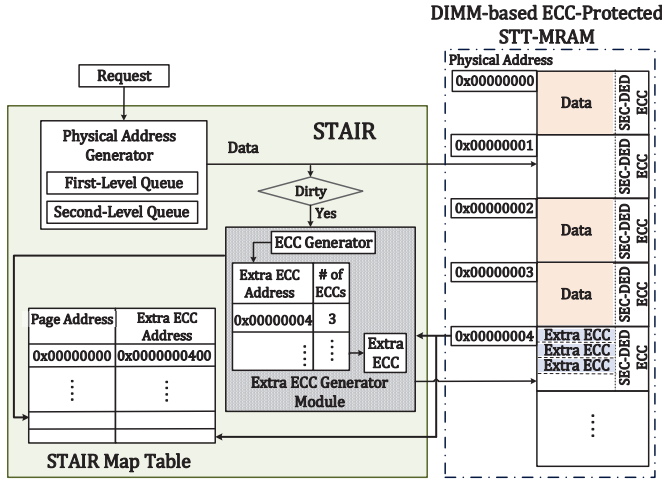 DIMM-based ECC-Protected
STT-MRAM
Request
Physical Address
0x00000000
Data
SEC-DED
ECC
STAIR
Physical Address
Generator
First-Level Queue
Second-Level Queue
Data
0x00000001
SEC-DED
ECC
Dirty
Yes
0x00000002
Data
SEC-DED
ECC
ECC Generator
Extra ECC
Address
# of
ECCs
0x00000004
3
Extra
ECC
Extra ECC Generator
Module
0x00000003
Data
SEC-DED
ECC
Page Address
Extra ECC
Address
0x00000000
0x0000000400
STAIR Map Table
0x00000004
Extra ECC
Extra ECC
Extra ECC
SEC-DED
ECC